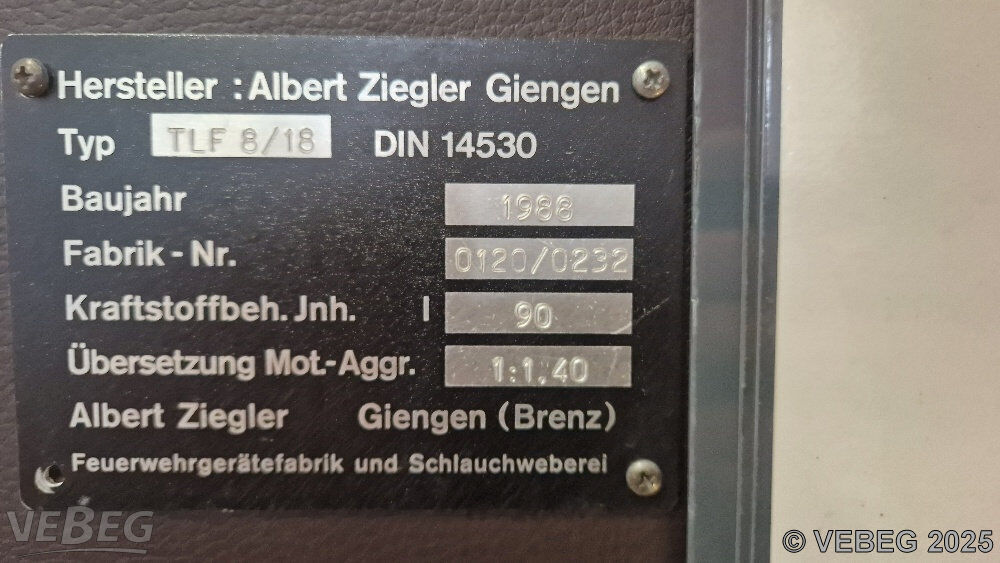 Hersteller : Albert Ziegler Giengen
Typ TLF 8/18 DIN 14530
Baujahr 1988
Fabrik - Nr. 0120/0232
Kraftstoffbeh. Jnh. l 90
Übersetzung Mot.-Aggr. 1:1,40
Albert Ziegler Giengen (Brenz)
Feuerwehrgerätefabrik und Schlauchweberei
VEBEG
© VEBEG 2025